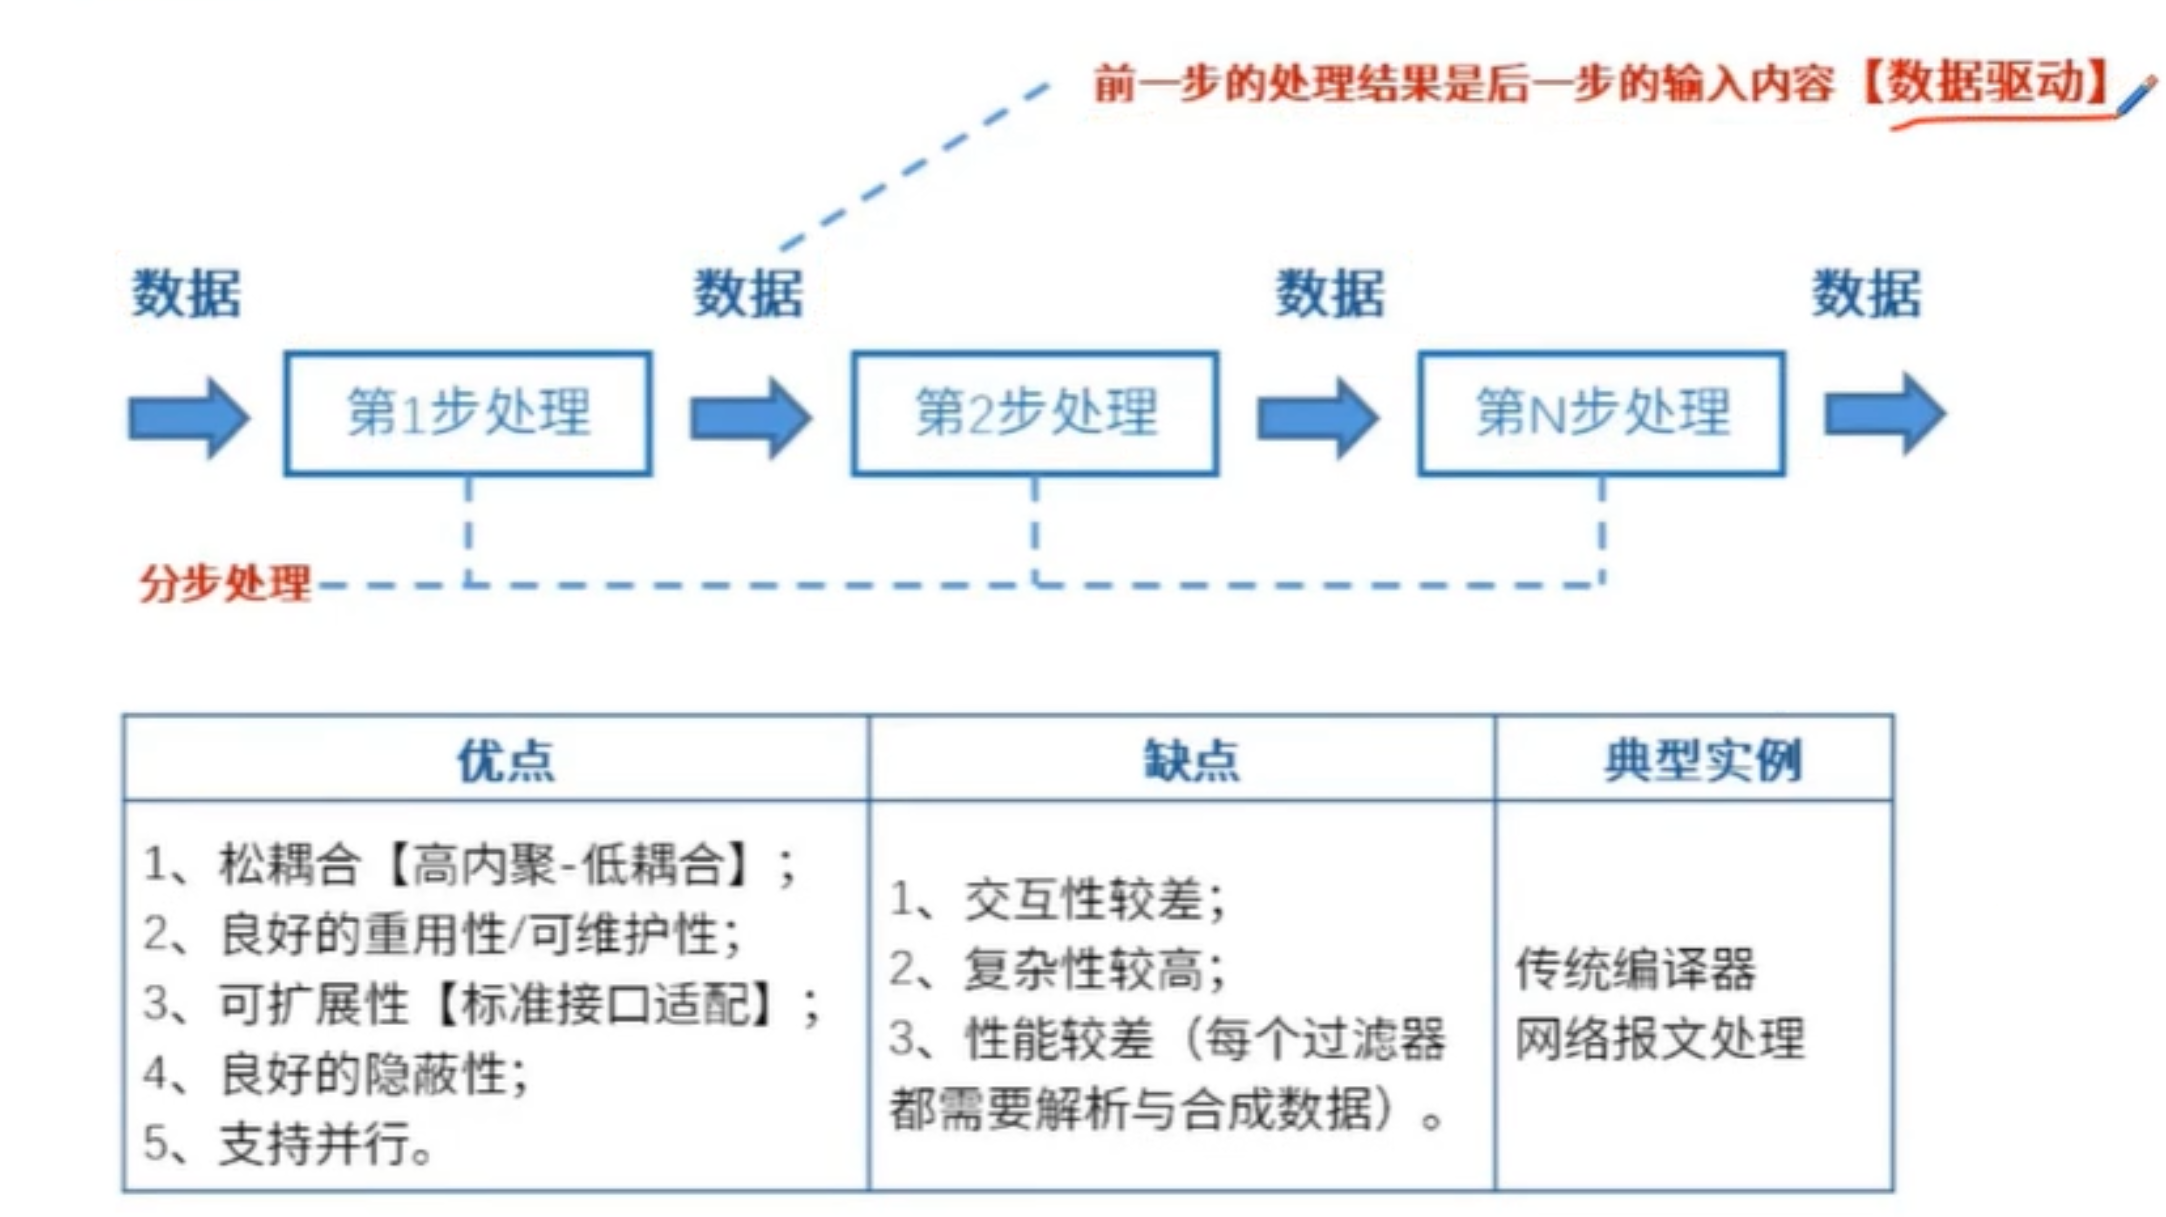 前一步的处理结果是后一步的输入内容【数据驱动】
数据 数据 数据 数据
第1步处理 第2步处理 第N步处理
分步处理
优点 缺点 典型实例
1、松耦合【高内聚-低耦合】；
2、良好的重用性/可维护性；
3、可扩展性【标准接口适配】；
4、良好的隐蔽性；
5、支持并行。
1、交互性较差；
2、复杂性较高；
3、性能较差（每个过滤器
都需要解析与合成数据）。
传统编译器
网络报文处理